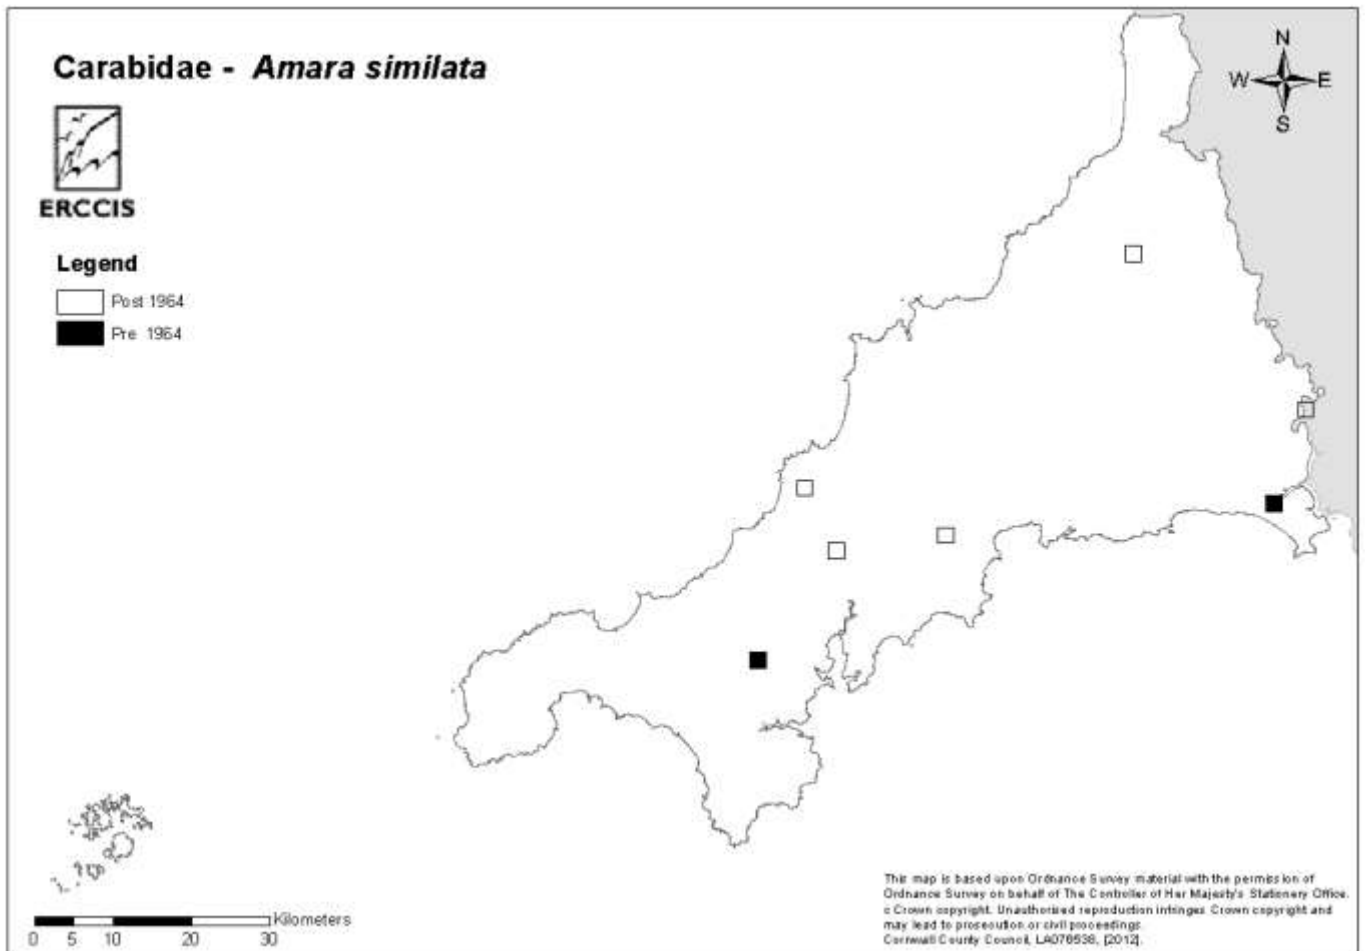 Carabidae - Amara similata
N
W E
S
ERCCIS
Legend
Post 1964
Pre 1964
This map is based upon Ordnance Survey material with the permission of
Ordnance Survey on behalf of The Controller of Her Majesty's Stationery Office.
c Crown copyright. Unauthorised reproduction infringes Crown copyright and
may lead to prosecution or civil proceedings.
Cornwall County Council, LA076538, [2012].
Kilometers
0 5 10 20 30